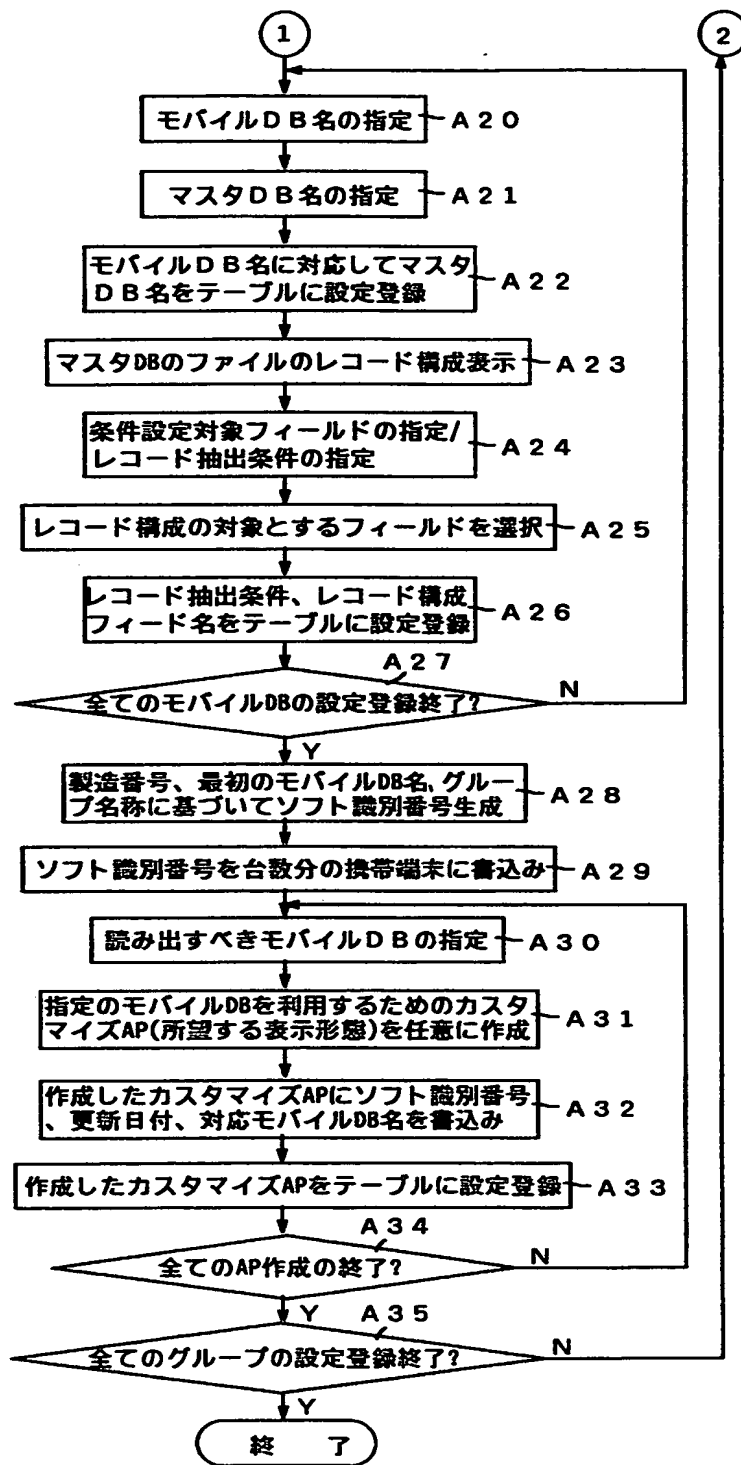 1
2
モバイルDB名の指定
A20
マスタDB名の指定
A21
モバイルDB名に対応してマスタ
DB名をテーブルに設定登録
A22
マスタDBのファイルのレコード構成表示
A23
条件設定対象フィールドの指定/
レコード抽出条件の指定
A24
レコード構成の対象とするフィールドを選択
A25
レコード抽出条件、レコード構成
フィード名をテーブルに設定登録
A26
A27
全てのモバイルDBの設定登録終了?
N
Y
製造番号、最初のモバイルDB名、グルー
プ名称に基づいてソフト識別番号生成
A28
ソフト識別番号を台数分の携帯端末に書込み
A29
読み出すべきモバイルDBの指定
A30
指定のモバイルDBを利用するためのカスタ
マイズAP(所望する表示形態)を任意に作成
A31
作成したカスタマイズAPにソフト識別番号
、更新日付、対応モバイルDB名を書込み
A32
作成したカスタマイズAPをテーブルに設定登録
A33
A34
全てのAP作成の終了?
N
Y
A35
全てのグループの設定登録終了?
N
Y
終 了